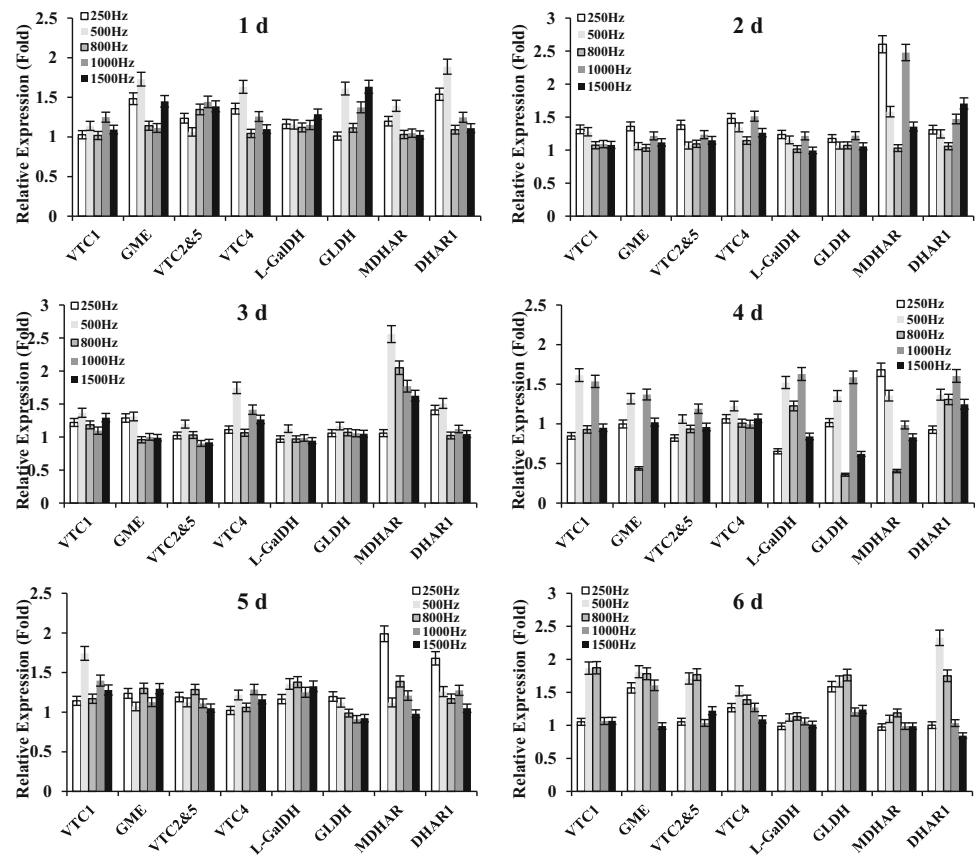 1 d
Relative Expression (Fold)
2.5
2
1.5
1
0.5
0
250Hz
500Hz
800Hz
1000Hz
1500Hz
VTC1
GME
VTC2&5
VTC4
L-GalDH
GLDH
MDHAR
DHAR1
2 d
Relative Expression (Fold)
3
2.5
2
1.5
1
0.5
0
250Hz
500Hz
800Hz
1000Hz
1500Hz
VTC1
GME
VTC2&5
VTC4
L-GalDH
GLDH
MDHAR
DHAR1
3 d
Relative Expression (Fold)
3
2.5
2
1.5
1
0.5
0
250Hz
500Hz
800Hz
1000Hz
1500Hz
VTC1
GME
VTC2&5
VTC4
L-GalDH
GLDH
MDHAR
DHAR1
4 d
Relative Expression (Fold)
2.5
2
1.5
1
0.5
0
250Hz
500Hz
800Hz
1000Hz
1500Hz
VTC1
GME
VTC2&5
VTC4
L-GalDH
GLDH
MDHAR
DHAR1
5 d
Relative Expression (Fold)
2.5
2
1.5
1
0.5
0
250Hz
500Hz
800Hz
1000Hz
1500Hz
VTC1
GME
VTC2&5
VTC4
L-GalDH
GLDH
MDHAR
DHAR1
6 d
Relative Expression (Fold)
3
2.5
2
1.5
1
0.5
0
250Hz
500Hz
800Hz
1000Hz
1500Hz
VTC1
GME
VTC2&5
VTC4
L-GalDH
GLDH
MDHAR
DHAR1